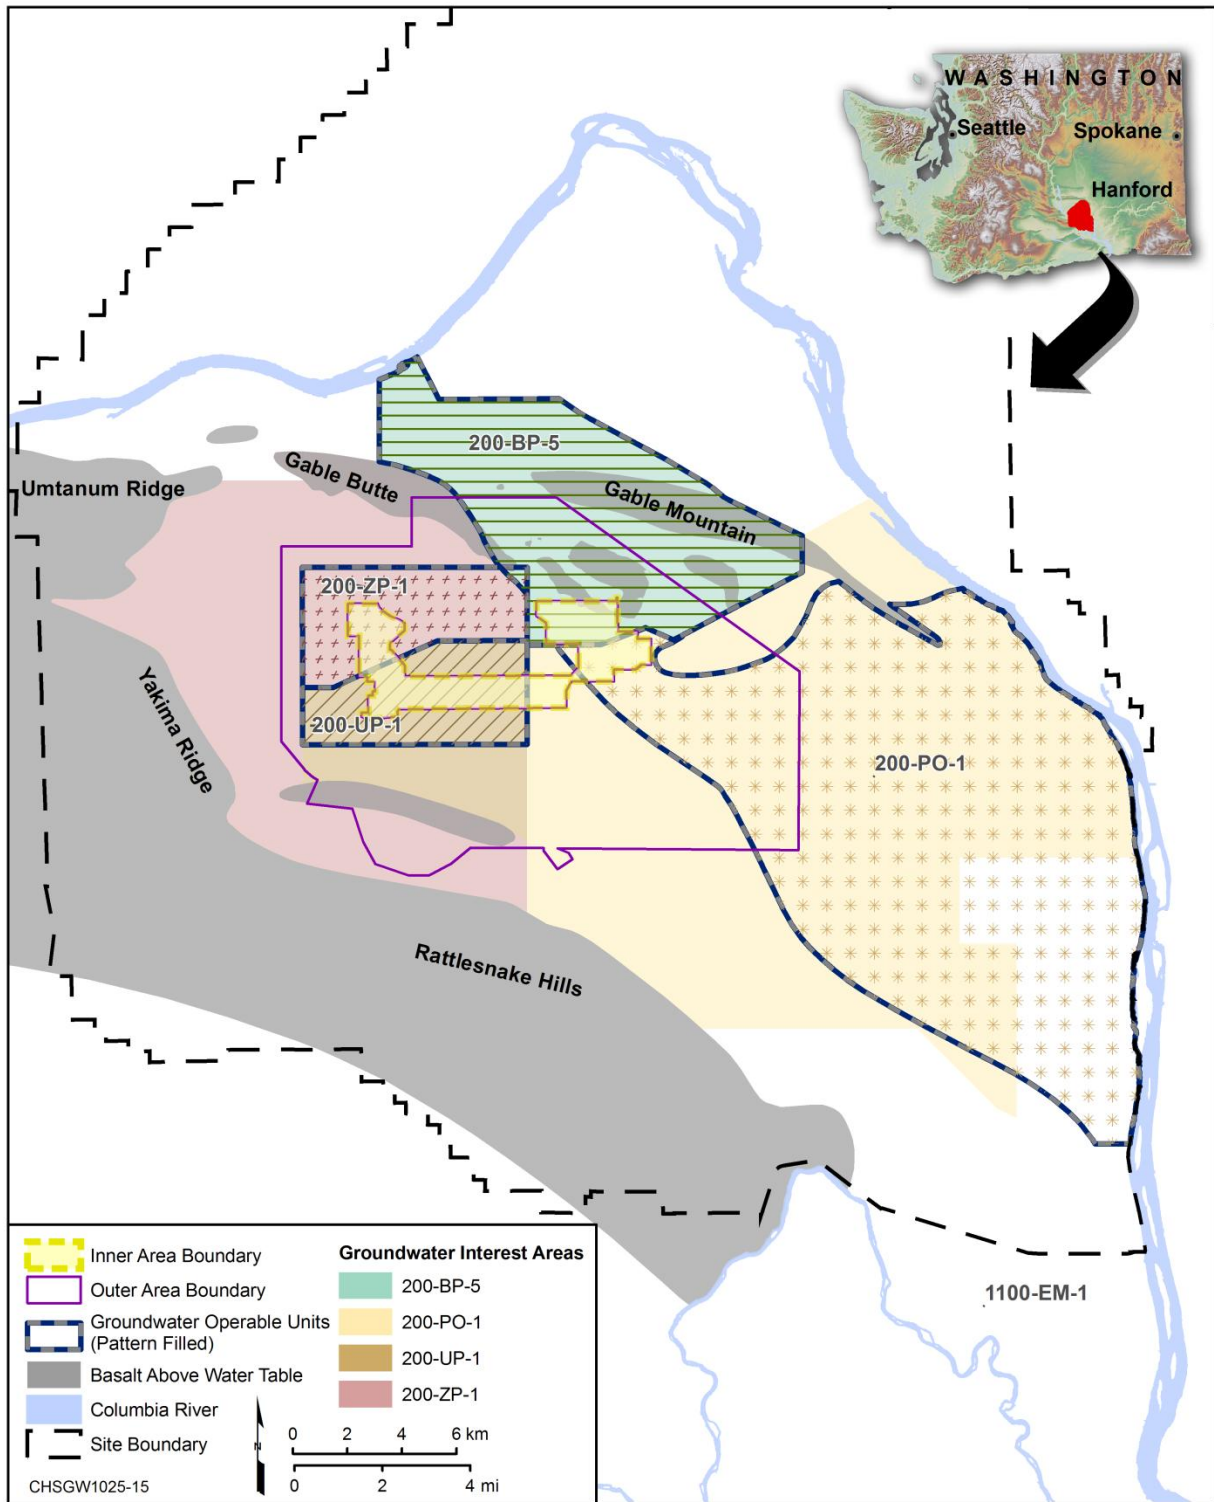 W A S H I N G T O N
Seattle
Spokane
Hanford
200-BP-5
Gable Butte
Umtanum Ridge
Gable Mountain
200-ZP-1
Yakima Ridge
200-UP-1
200-PO-1
Rattlesnake Hills
1100-EM-1
Inner Area Boundary
Outer Area Boundary
Groundwater Operable Units
(Pattern Filled)
Basalt Above Water Table
Columbia River
Site Boundary
CHSGW1025-15
Groundwater Interest Areas
200-BP-5
200-PO-1
200-UP-1
200-ZP-1
N
0 2 4 6 km
0 2 4 mi